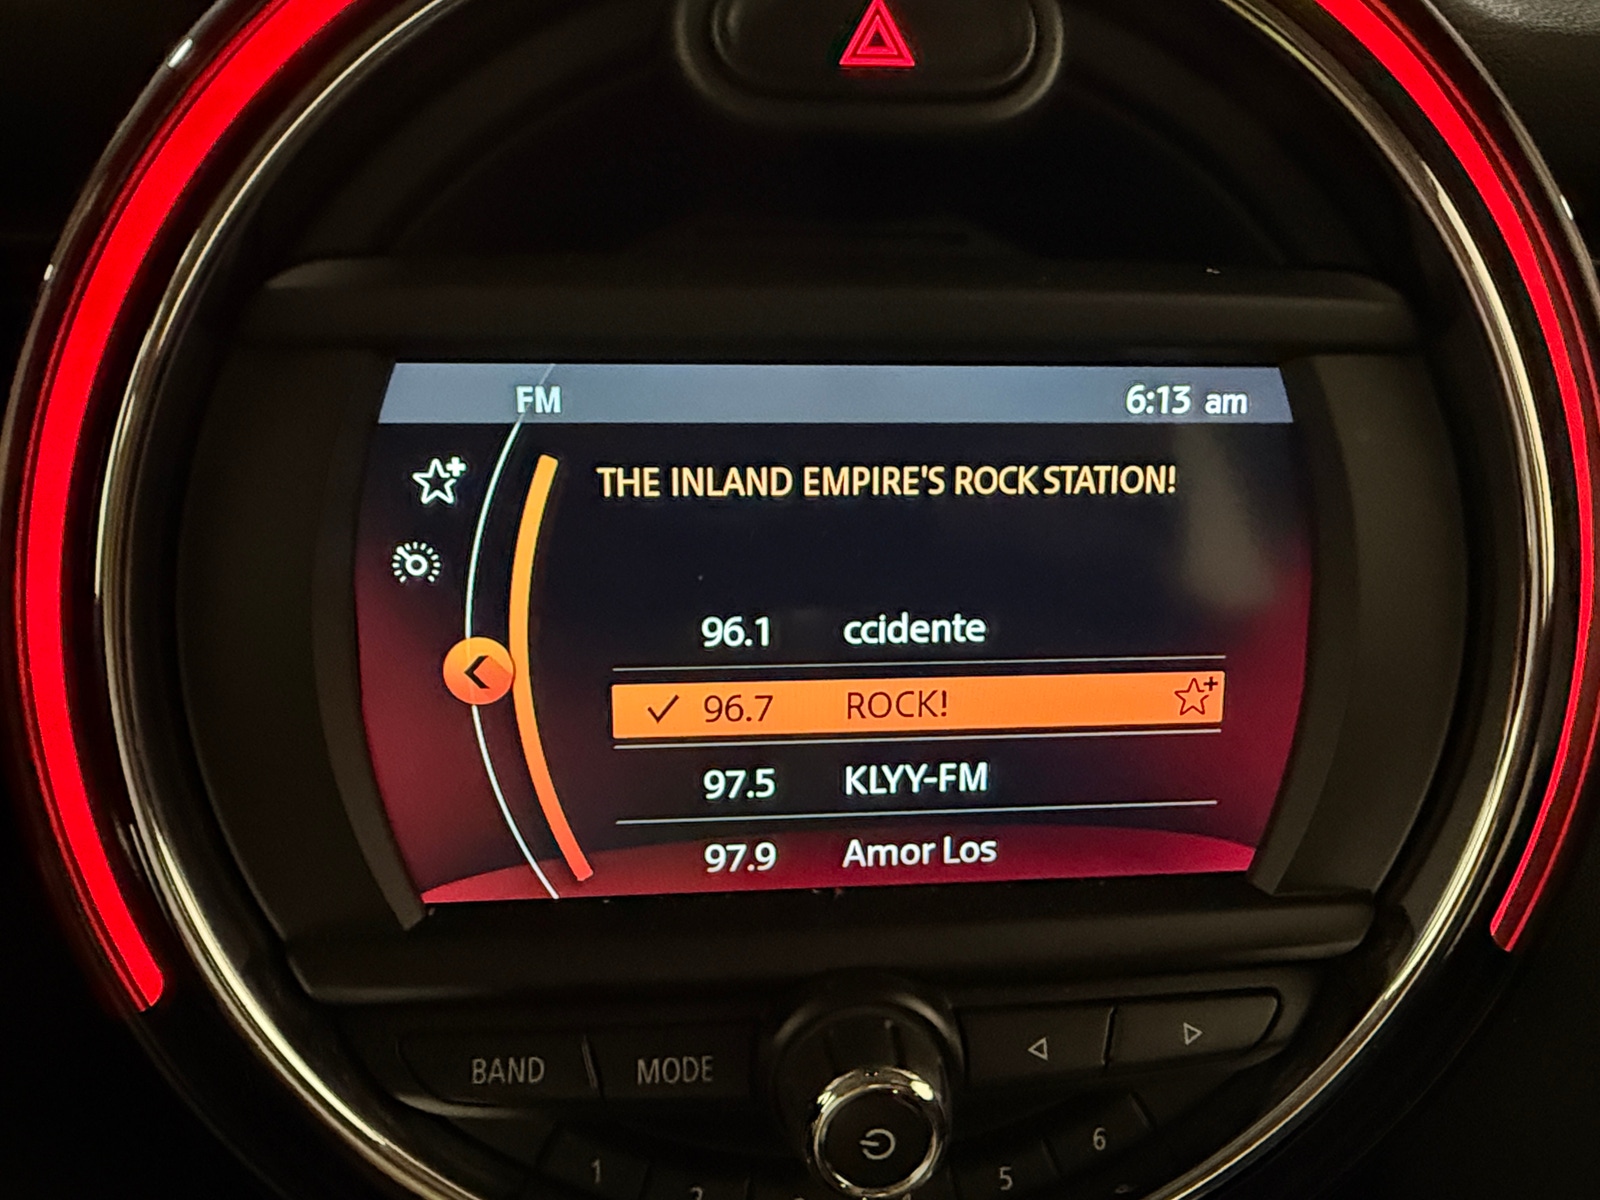 FM 6:13 am
THE INLAND EMPIRE'S ROCK STATION!
96.1 ccidente
96.7 ROCK!
97.5 KLYY-FM
97.9 Amor Los
BAND MODE
1 2 5 6